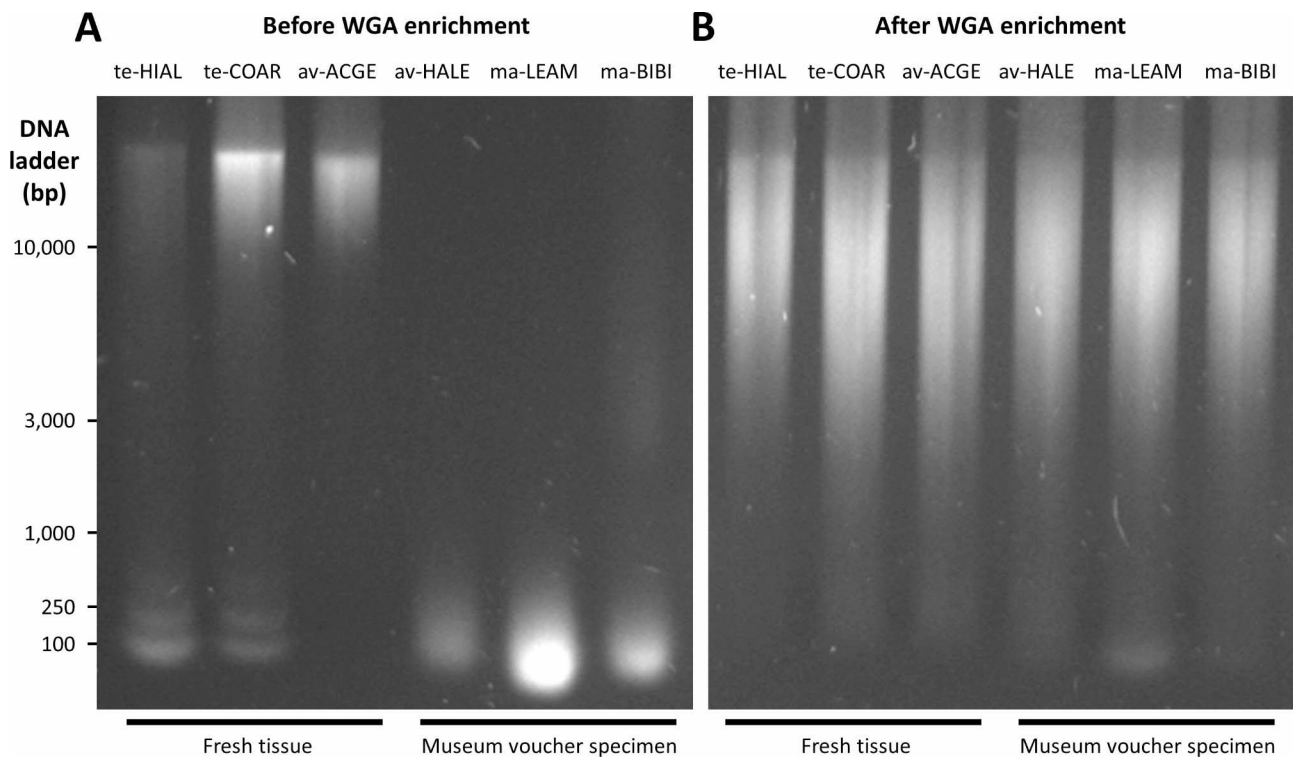 A Before WGA enrichment B After WGA enrichment
te-HIAL te-COAR av-ACGE av-HALE ma-LEAM ma-BIBI te-HIAL te-COAR av-ACGE av-HALE ma-LEAM ma-BIBI
DNA
ladder
(bp)
10,000
3,000
1,000
250
100
Fresh tissue Museum voucher specimen Fresh tissue Museum voucher specimen